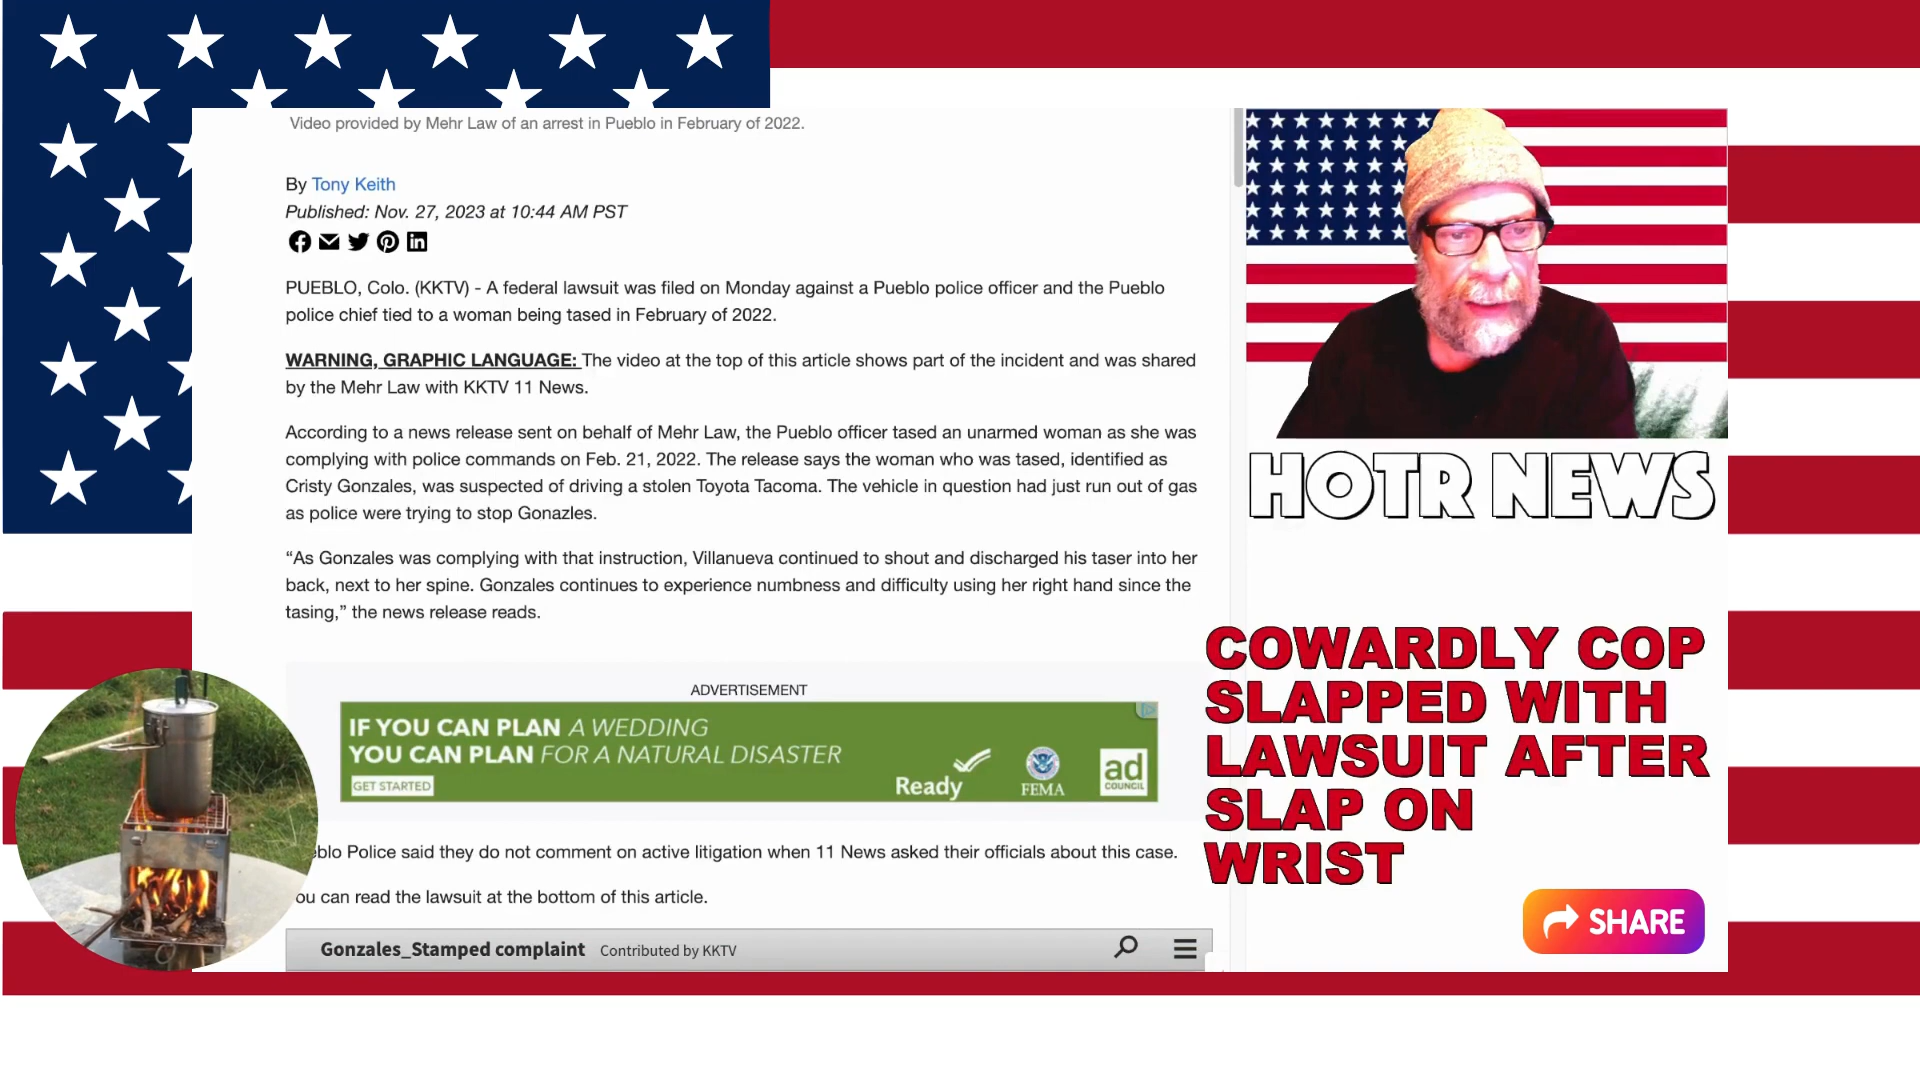 Video provided by Mehr Law of an arrest in Pueblo in February of 2022.
By Tony Keith
Published: Nov. 27, 2023 at 10:44 AM PST
PUEBLO, Colo. (KKTV) - A federal lawsuit was filed on Monday against a Pueblo police officer and the Pueblo
police chief tied to a woman being tased in February of 2022.
WARNING, GRAPHIC LANGUAGE: The video at the top of this article shows part of the incident and was shared
by the Mehr Law with KKTV 11 News.
According to a news release sent on behalf of Mehr Law, the Pueblo officer tased an unarmed woman as she was
complying with police commands on Feb. 21, 2022. The release says the woman who was tased, identified as
Cristy Gonzales, was suspected of driving a stolen Toyota Tacoma. The vehicle in question had just run out of gas
as police were trying to stop Gonazles.
“As Gonzales was complying with that instruction, Villanueva continued to shout and discharged his taser into her
back, next to her spine. Gonzales continues to experience numbness and difficulty using her right hand since the
tasing,” the news release reads.
ADVERTISEMENT
IF YOU CAN PLAN A WEDDING
YOU CAN PLAN FOR A NATURAL DISASTER
GET STARTED
Ready
FEMA
ad
COUNCIL
eblo Police said they do not comment on active litigation when 11 News asked their officials about this case.
ou can read the lawsuit at the bottom of this article.
Gonzales_Stamped complaint Contributed by KKTV
HOTR NEWS
COWARDLY COP
SLAPPED WITH
LAWSUIT AFTER
SLAP ON
WRIST
SHARE